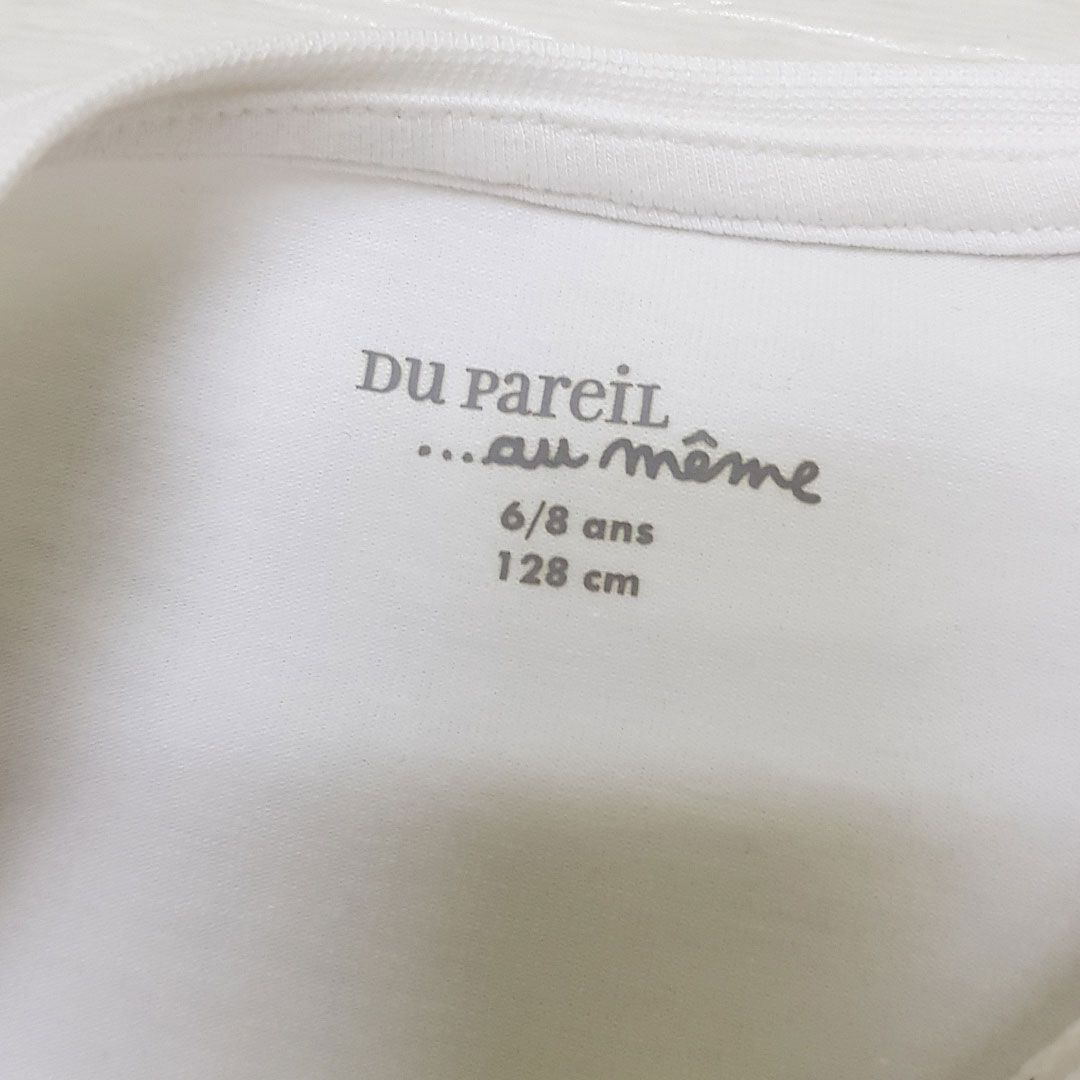 DU PAREIL
...au même
6/8 ans
128 cm